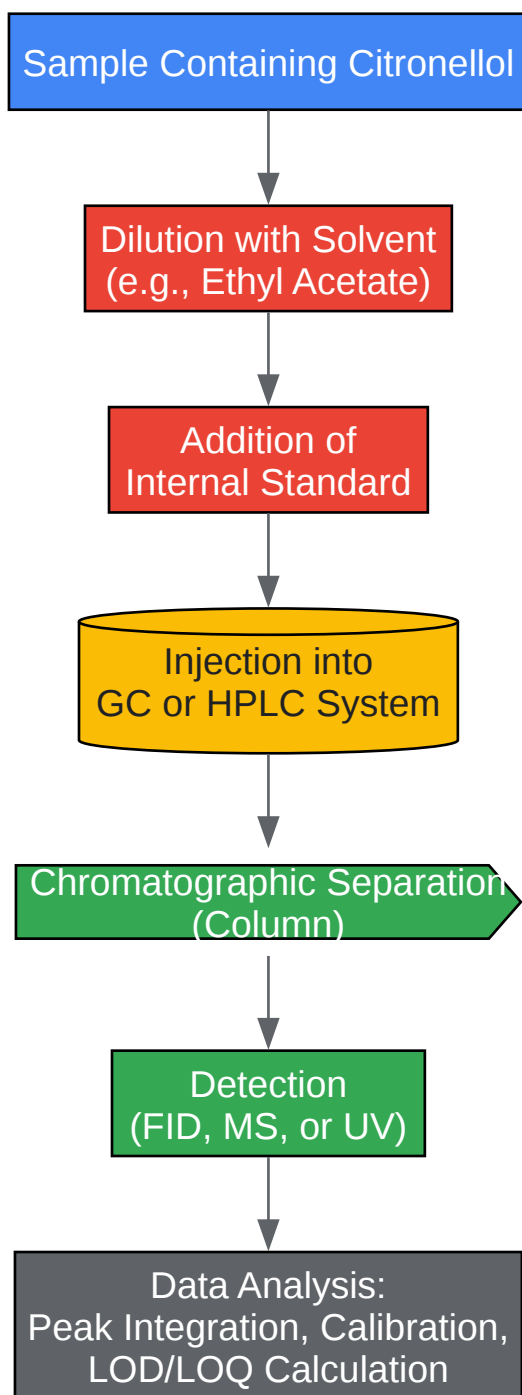 Sample Containing Citronellol
Dilution with Solvent
(e.g., Ethyl Acetate)
Addition of
Internal Standard
Injection into
GC or HPLC System
Chromatographic Separation
(Column)
Detection
(FID, MS, or UV)
Data Analysis:
Peak Integration, Calibration,
LOD/LOQ Calculation